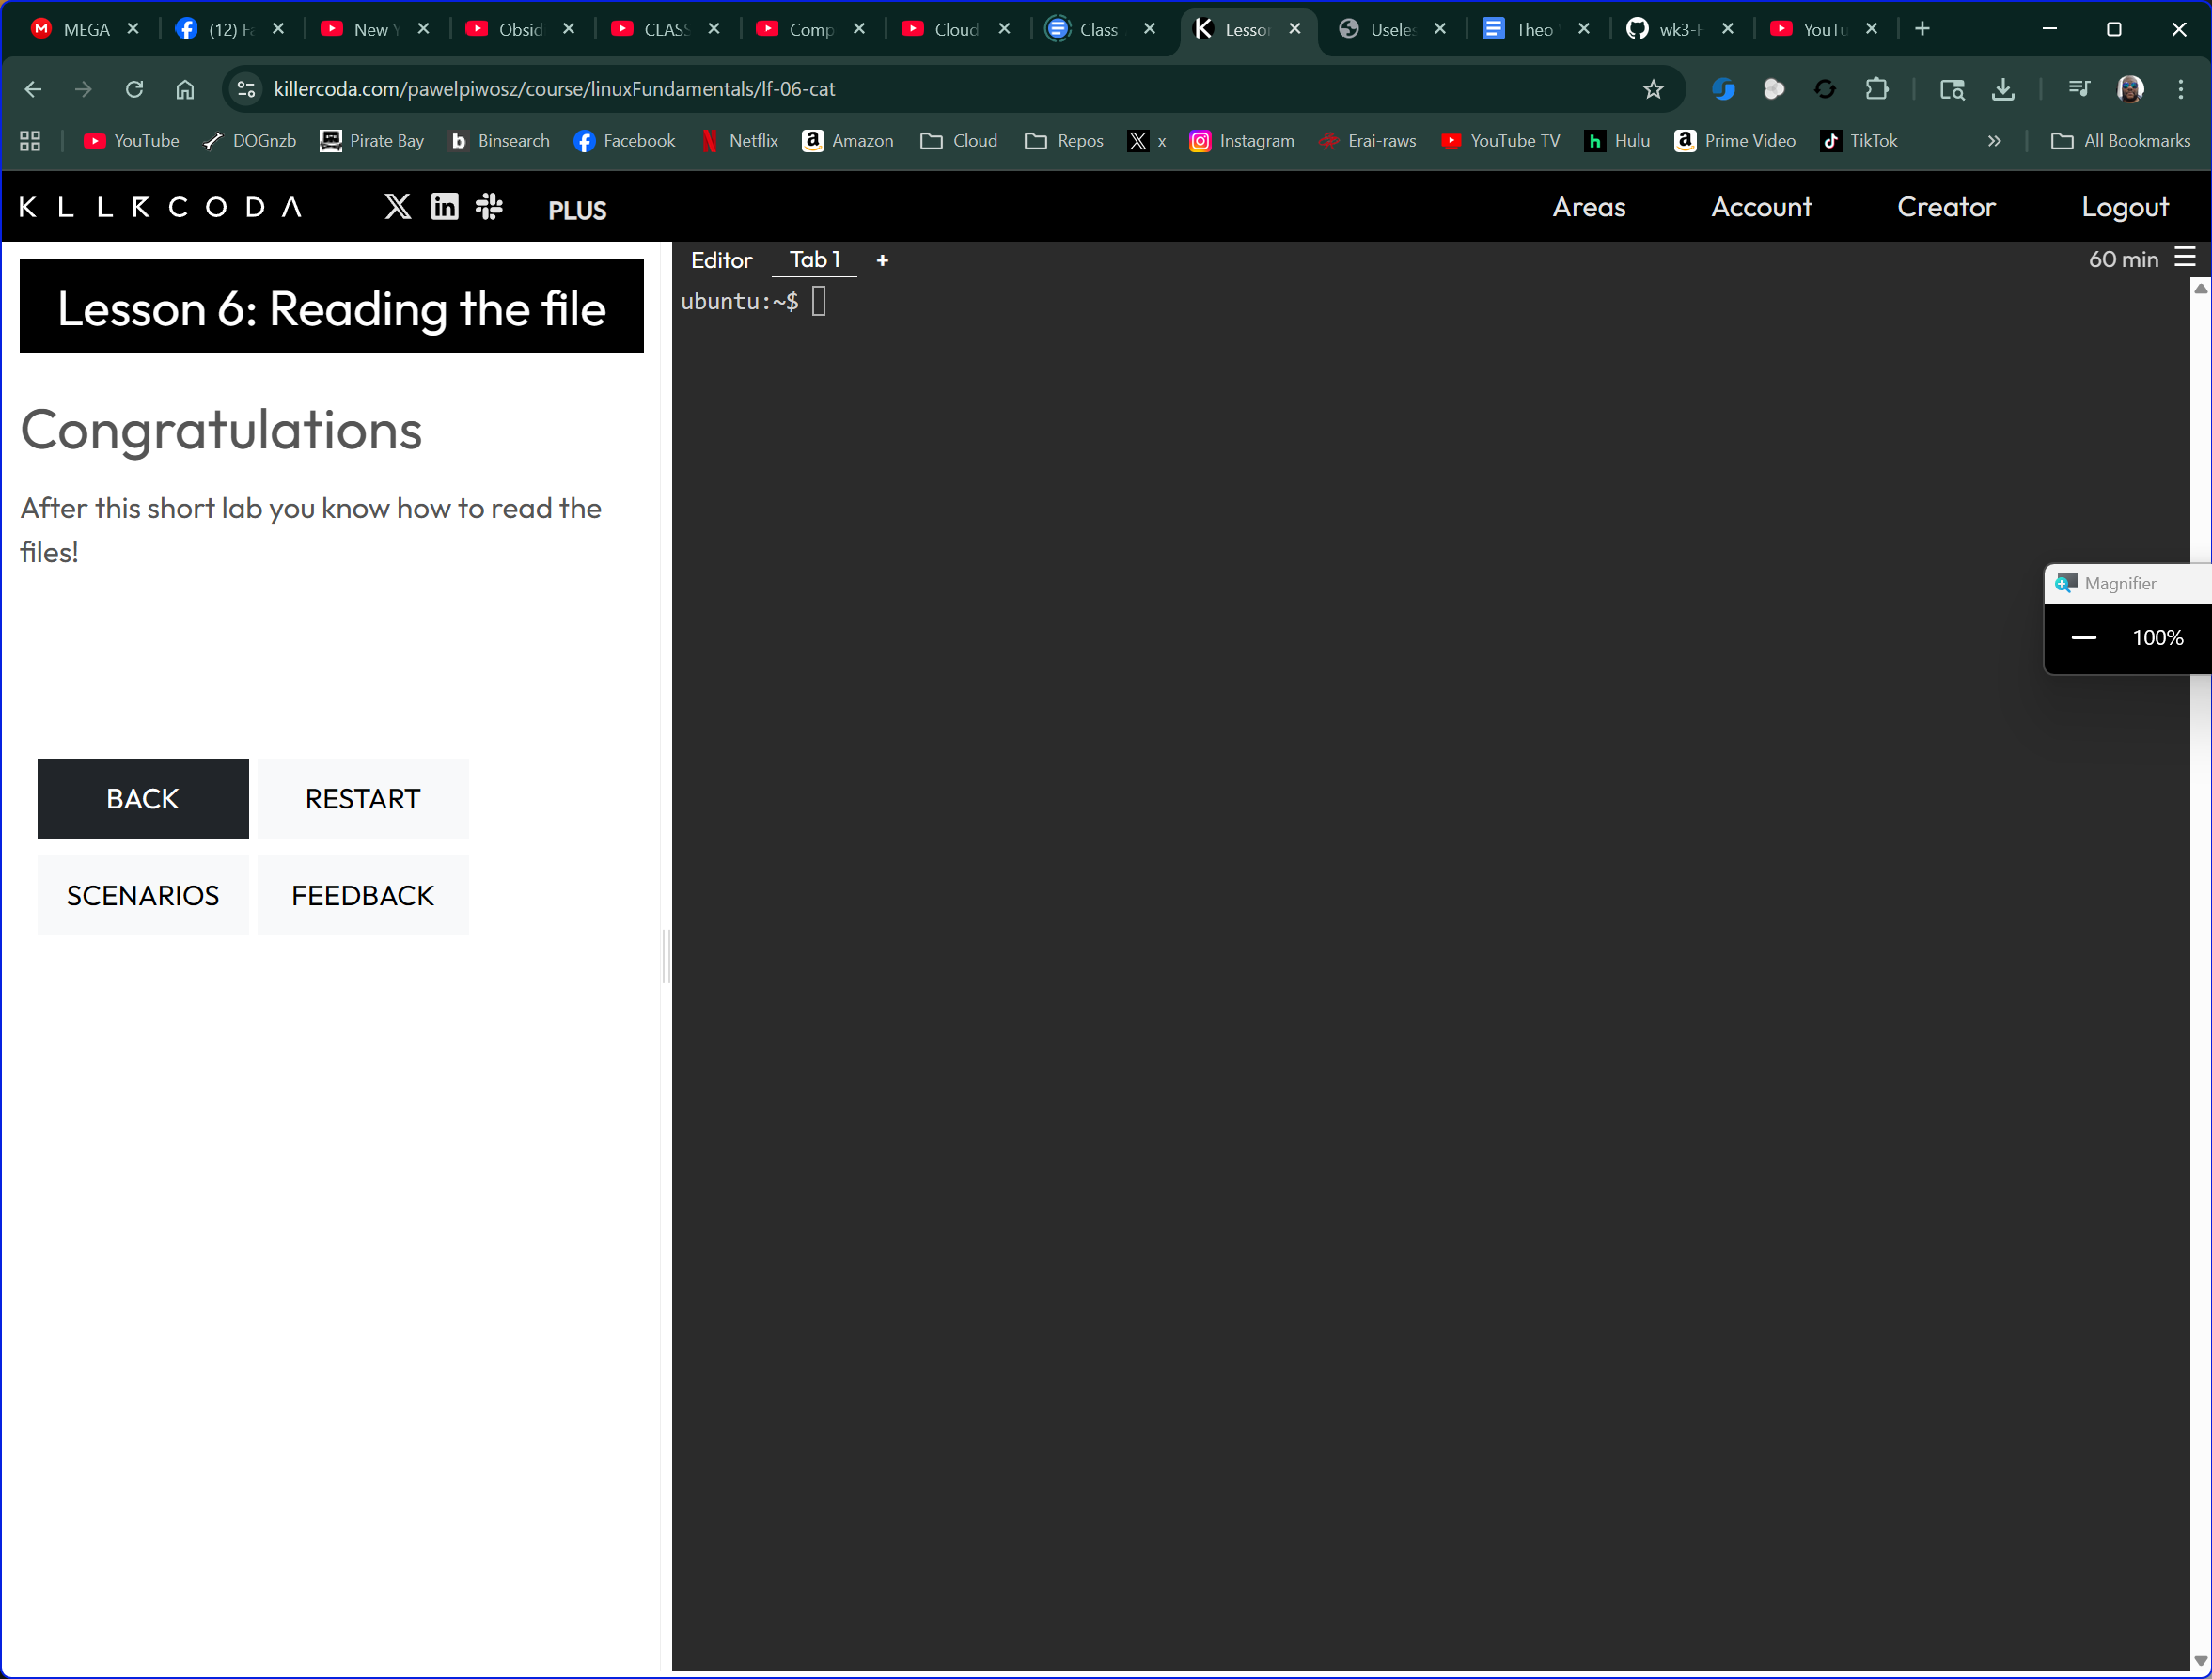 MEGA
(12) Fa
New Y
Obsid
CLASS
Comp
Cloud
Class
Lesson
Useles
Theo
wk3-H
YouTu
killercoda.com/pawelpiwosz/course/linuxFundamentals/lf-06-cat
YouTube
DOGnzb
Pirate Bay
Binsearch
Facebook
Netflix
Amazon
Cloud
Repos
x
Instagram
Erai-raws
YouTube TV
Hulu
Prime Video
TikTok
All Bookmarks
KILLERCODA
PLUS
Areas
Account
Creator
Logout
Lesson 6: Reading the file
Editor
Tab 1
+
60 min
ubuntu:~$
Congratulations
After this short lab you know how to read the
files!
Magnifier
100%
BACK
RESTART
SCENARIOS
FEEDBACK